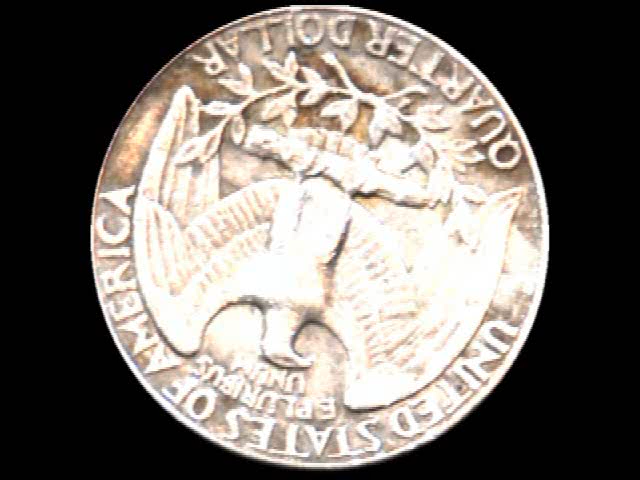 UNITED STATES OF AMERICA
E PLURIBUS
UNUM
QUARTER DOLLAR